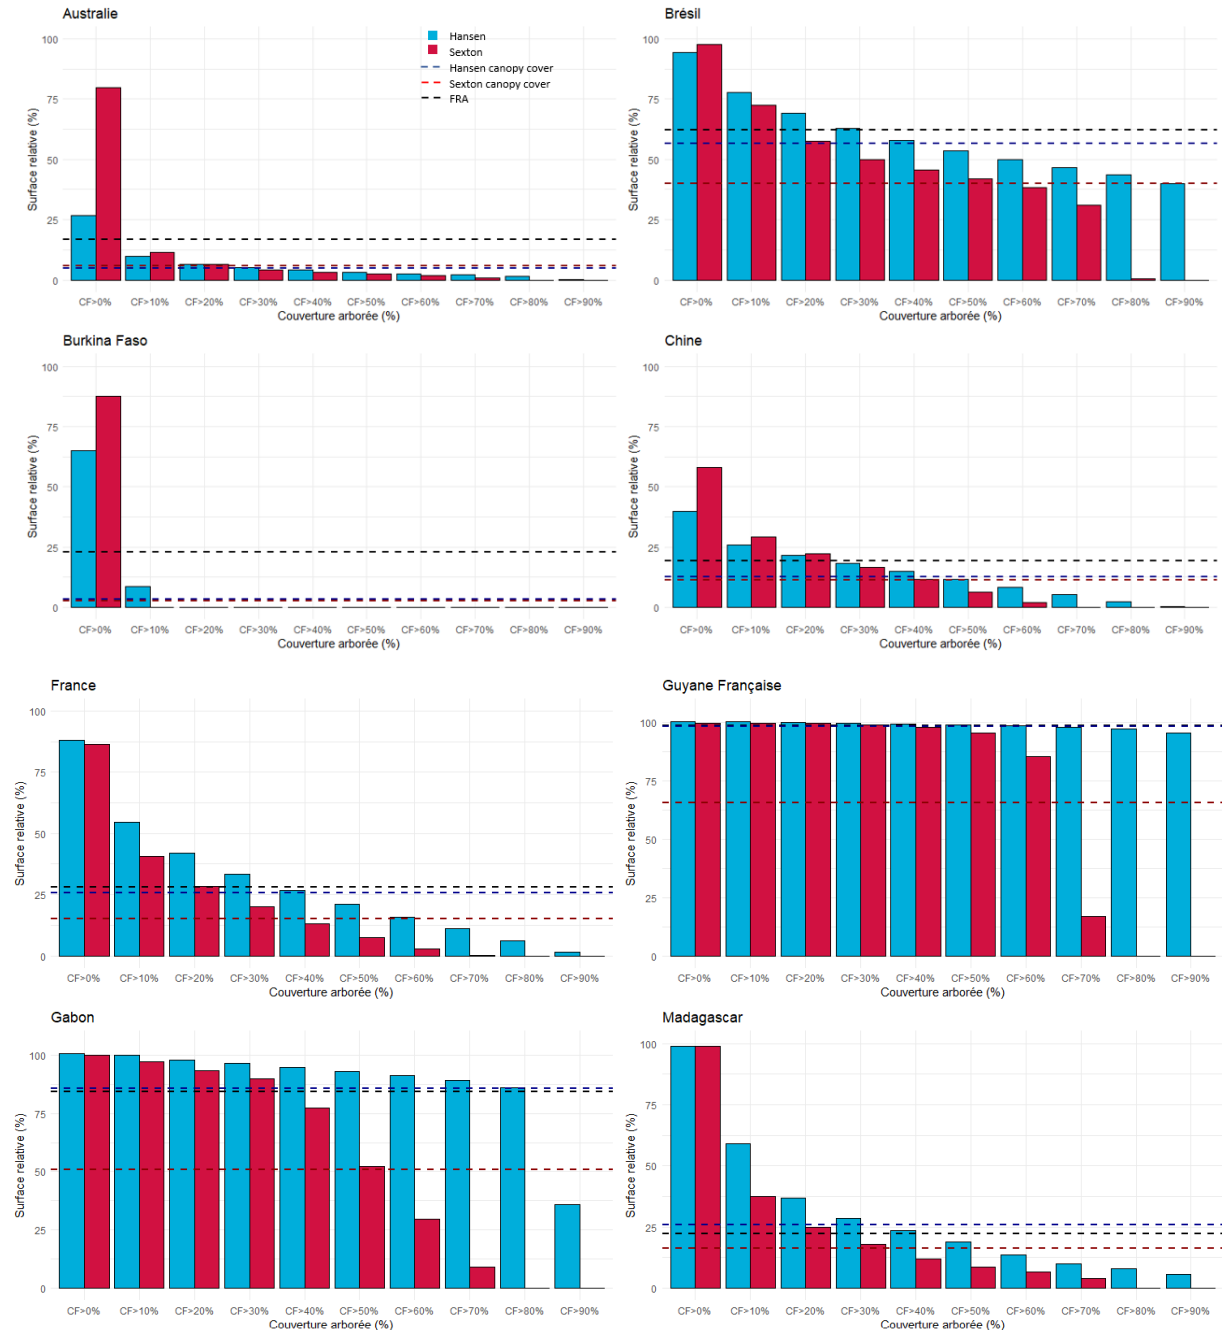 Australie
Surface relative (%)
100
75
50
25
0
Hansen
Sexton
Hansen canopy cover
Sexton canopy cover
FRA
CF>0% CF>10% CF>20% CF>30% CF>40% CF>50% CF>60% CF>70% CF>80% CF>90%
Couverture arborée (%)
Brésil
Surface relative (%)
100
75
50
25
0
CF>0% CF>10% CF>20% CF>30% CF>40% CF>50% CF>60% CF>70% CF>80% CF>90%
Couverture arborée (%)
Burkina Faso
Surface relative (%)
100
75
50
25
0
CF>0% CF>10% CF>20% CF>30% CF>40% CF>50% CF>60% CF>70% CF>80% CF>90%
Couverture arborée (%)
Chine
Surface relative (%)
100
75
50
25
0
CF>0% CF>10% CF>20% CF>30% CF>40% CF>50% CF>60% CF>70% CF>80% CF>90%
Couverture arborée (%)
France
Surface relative (%)
100
75
50
25
0
CF>0% CF>10% CF>20% CF>30% CF>40% CF>50% CF>60% CF>70% CF>80% CF>90%
Couverture arborée (%)
Guyane Française
Surface relative (%)
100
75
50
25
0
CF>0% CF>10% CF>20% CF>30% CF>40% CF>50% CF>60% CF>70% CF>80% CF>90%
Couverture arborée (%)
Gabon
Surface relative (%)
100
75
50
25
0
CF>0% CF>10% CF>20% CF>30% CF>40% CF>50% CF>60% CF>70% CF>80% CF>90%
Couverture arborée (%)
Madagascar
Surface relative (%)
100
75
50
25
0
CF>0% CF>10% CF>20% CF>30% CF>40% CF>50% CF>60% CF>70% CF>80% CF>90%
Couverture arborée (%)